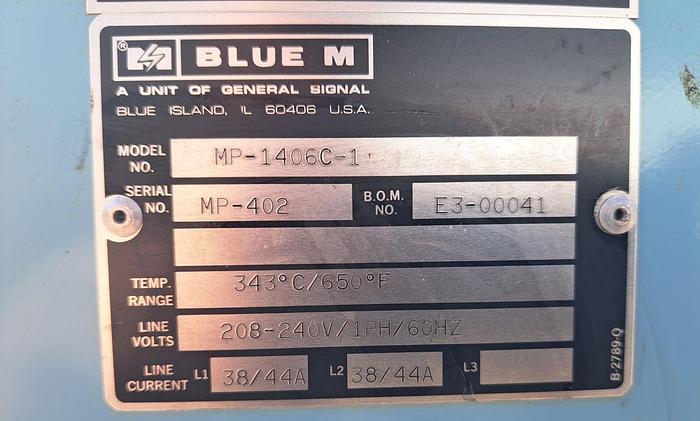 ® BLUE M
A UNIT OF GENERAL SIGNAL
BLUE ISLAND, IL 60406 U.S.A.
MODEL NO. MP-1406C-1
SERIAL NO. MP-402 B.O.M. NO. E3-00041
TEMP. RANGE 343°C/650°F
LINE VOLTS 208-240V/1PH/60HZ
LINE CURRENT L1 38/44A L2 38/44A L3
B-2789-Q